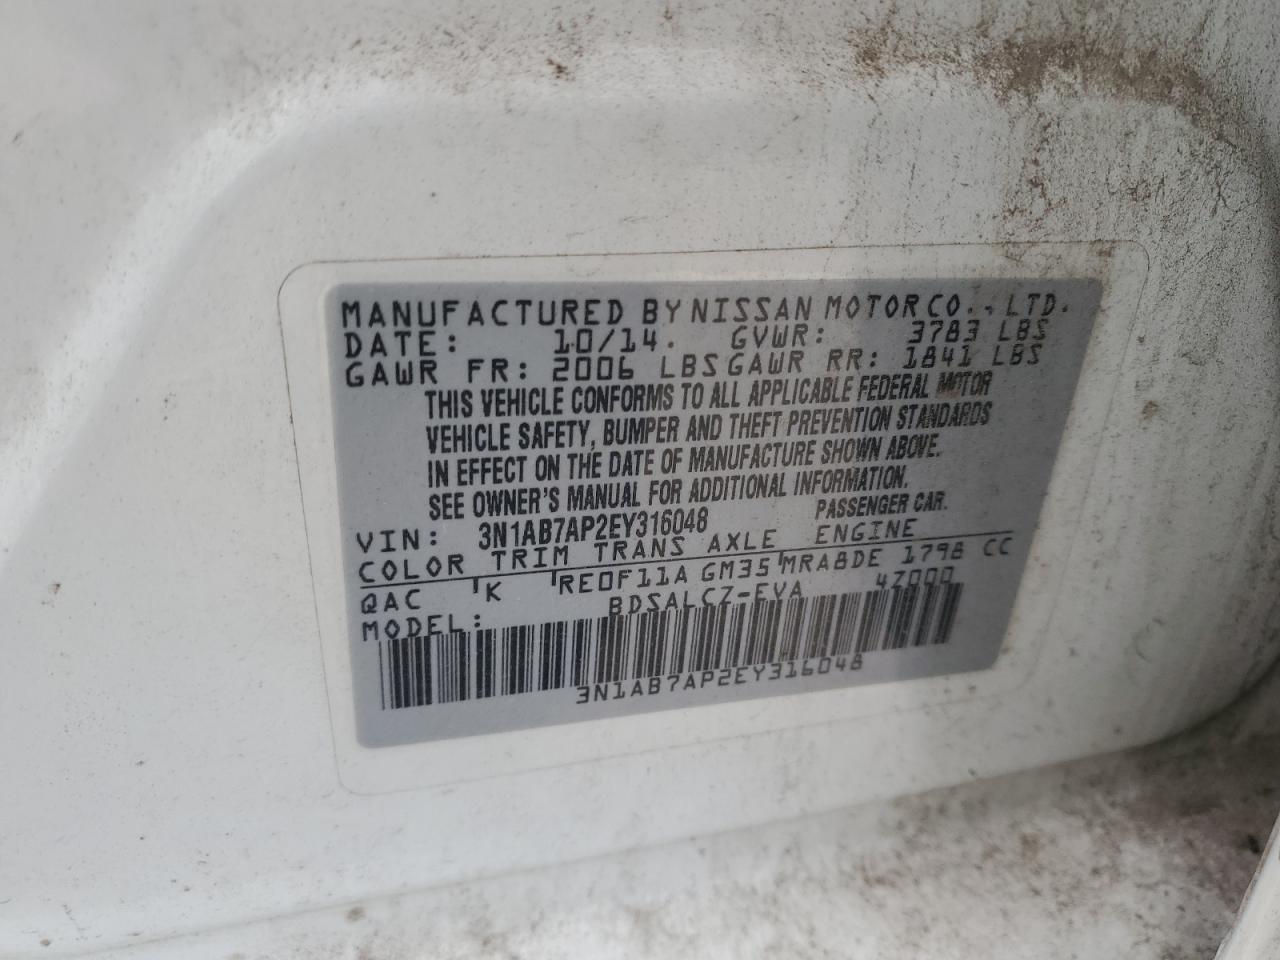 MANUFACTURED BY NISSAN MOTOR CO., LTD.
DATE: 10/14. GVWR: 3783 LBS
GAWR FR: 2006 LBS GAWR RR: 1841 LBS
THIS VEHICLE CONFORMS TO ALL APPLICABLE FEDERAL MOTOR
VEHICLE SAFETY, BUMPER AND THEFT PREVENTION STANDARDS
IN EFFECT ON THE DATE OF MANUFACTURE SHOWN ABOVE.
SEE OWNER'S MANUAL FOR ADDITIONAL INFORMATION.
VIN: 3N1AB7AP2EY316048 PASSENGER CAR.
COLOR TRIM TRANS AXLE ENGINE
QAC K RE0F11A GM35 MRA8DE 1798 CC
MODEL: BDSALCZ-EVA 47000
3N1AB7AP2EY316048